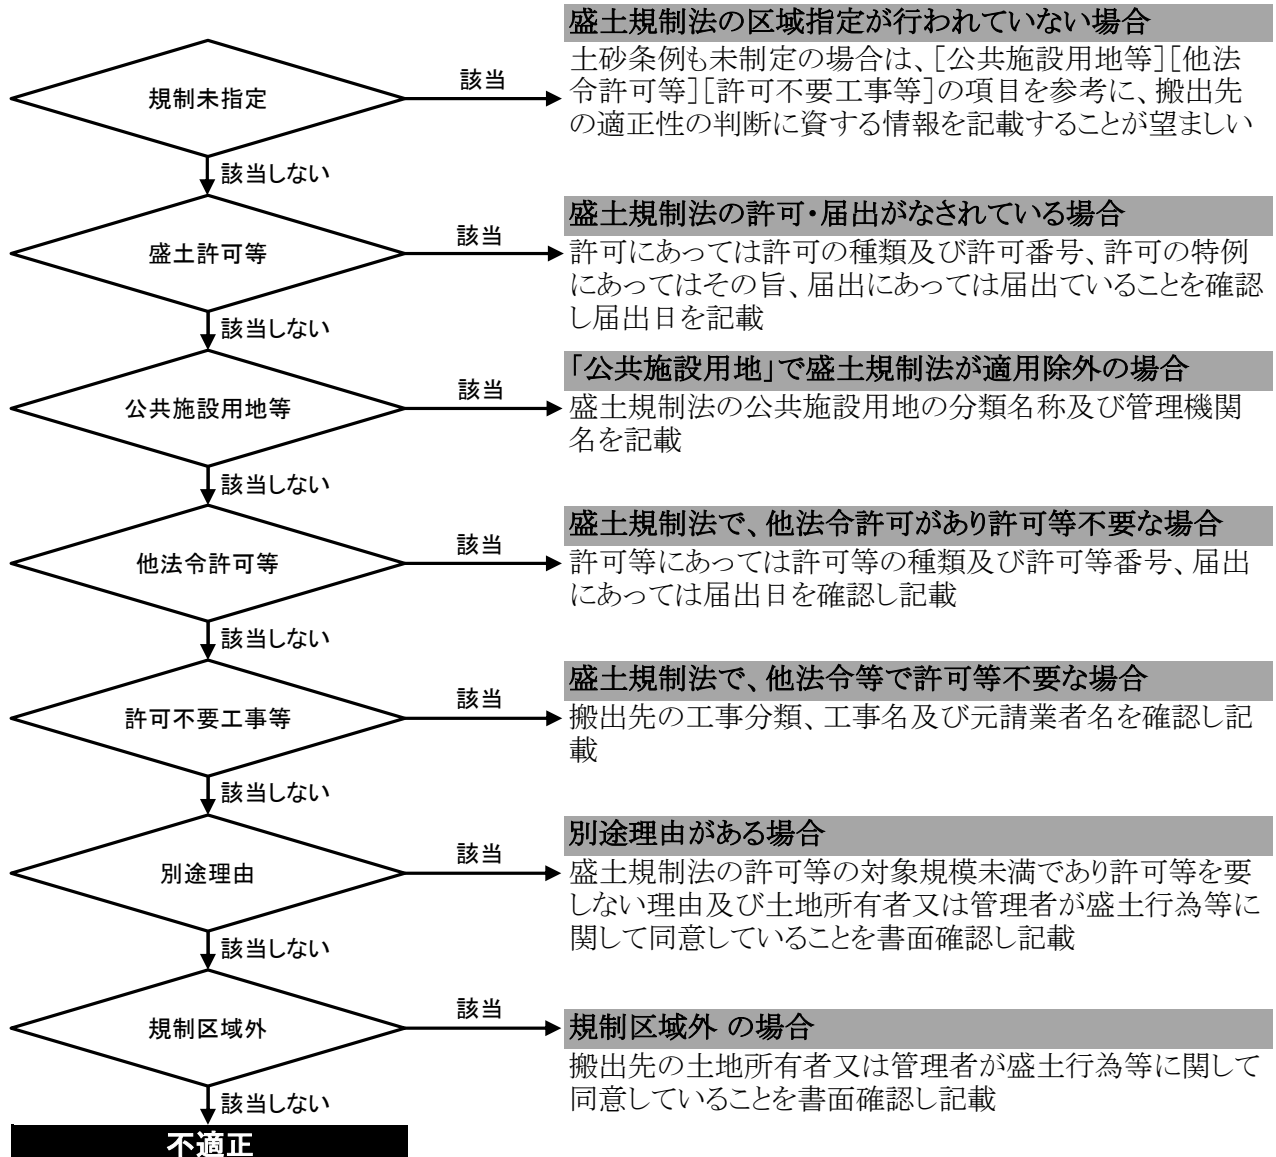 盛土規制法の区域指定が行われていない場合
規制未指定
該当
土砂条例も未制定の場合は、[公共施設用地等][他法
令許可等][許可不要工事等]の項目を参考に、搬出先
の適正性の判断に資する情報を記載することが望ましい
該当しない
盛土規制法の許可・届出がなされている場合
盛土許可等
該当
許可にあっては許可の種類及び許可番号、許可の特例
にあってはその旨、届出にあっては届出ていることを確認
し届出日を記載
該当しない
「公共施設用地」で盛土規制法が適用除外の場合
公共施設用地等
該当
盛土規制法の公共施設用地の分類名称及び管理機関
名を記載
該当しない
盛土規制法で、他法令許可があり許可等不要な場合
他法令許可等
該当
許可等にあっては許可等の種類及び許可等番号、届出
にあっては届出日を確認し記載
該当しない
盛土規制法で、他法令等で許可等不要な場合
許可不要工事等
該当
搬出先の工事分類、工事名及び元請業者名を確認し記
載
該当しない
別途理由がある場合
別途理由
該当
盛土規制法の許可等の対象規模未満であり許可等を要
しない理由及び土地所有者又は管理者が盛土行為等に
関して同意していることを書面確認し記載
該当しない
規制区域外 の場合
規制区域外
該当
搬出先の土地所有者又は管理者が盛土行為等に関して
同意していることを書面確認し記載
該当しない
不適正